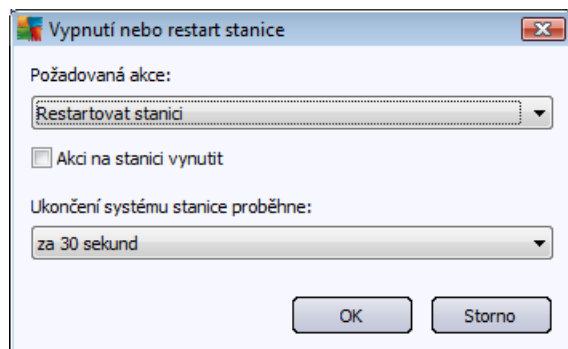 Vypnutí nebo restart stanice
Požadovaná akce:
Restartovat stanici
Akci na stanici vynutit
Ukončení systému stanice proběhne:
za 30 sekund
OK
Storno